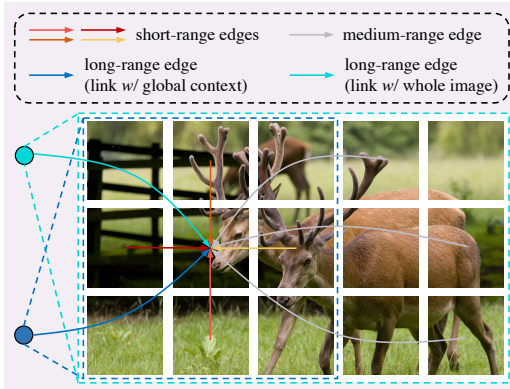 short-range edges
medium-range edge
long-range edge
(link w/ global context)
long-range edge
(link w/ whole image)